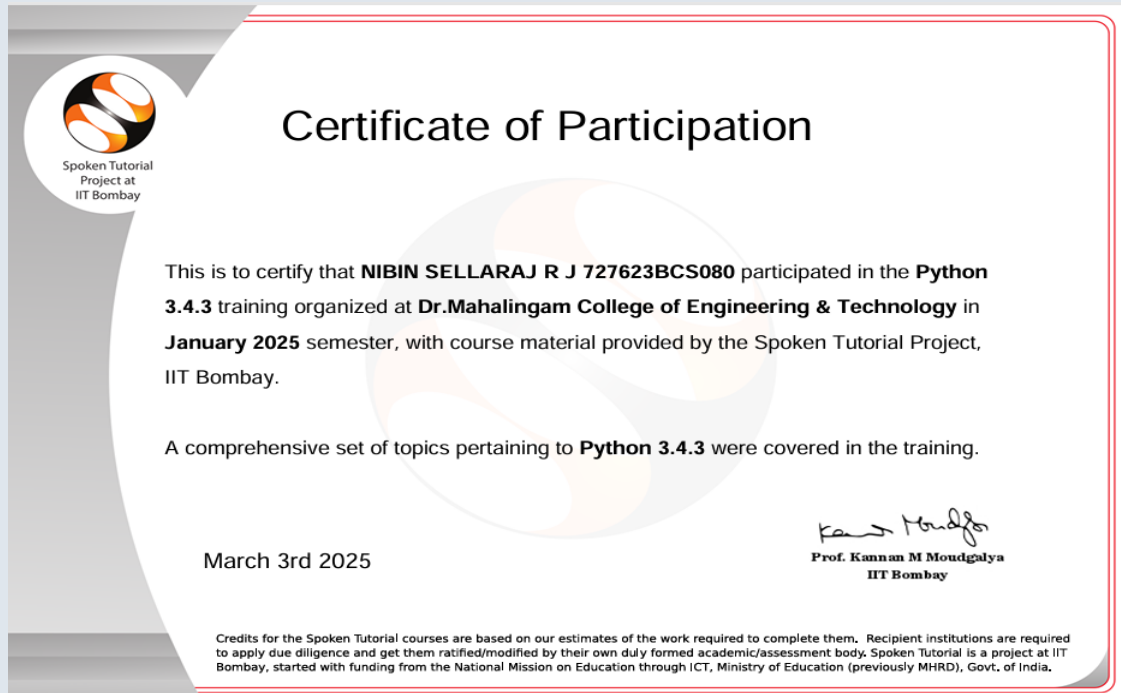 Spoken Tutorial
Project at
IIT Bombay
Certificate of Participation
This is to certify that NIBIN SELLARAJ R J 727623BCS080 participated in the Python
3.4.3 training organized at Dr.Mahalingam College of Engineering & Technology in
January 2025 semester, with course material provided by the Spoken Tutorial Project,
IIT Bombay.
A comprehensive set of topics pertaining to Python 3.4.3 were covered in the training.
March 3rd 2025
Prof. Kannan M Moudgalya
IIT Bombay
Credits for the Spoken Tutorial courses are based on our estimates of the work required to complete them. Recipient institutions are required
to apply due diligence and get them ratified/modified by their own duly formed academic/assessment body. Spoken Tutorial is a project at IIT
Bombay, started with funding from the National Mission on Education through ICT, Ministry of Education (previously MHRD), Govt. of India.